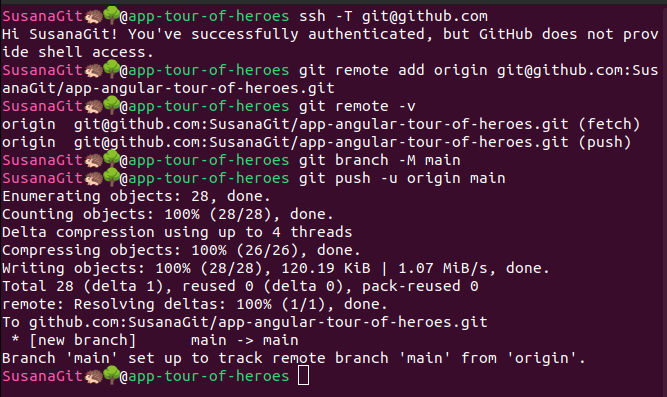 SusanaGit🦔🌳@app-tour-of-heroes ssh -T git@github.com
Hi SusanaGit! You've successfully authenticated, but GitHub does not prov
ide shell access.
SusanaGit🦔🌳@app-tour-of-heroes git remote add origin git@github.com:Sus
anaGit/app-angular-tour-of-heroes.git
SusanaGit🦔🌳@app-tour-of-heroes git remote -v
origin  git@github.com:SusanaGit/app-angular-tour-of-heroes.git (fetch)
origin  git@github.com:SusanaGit/app-angular-tour-of-heroes.git (push)
SusanaGit🦔🌳@app-tour-of-heroes git branch -M main
SusanaGit🦔🌳@app-tour-of-heroes git push -u origin main
Enumerating objects: 28, done.
Counting objects: 100% (28/28), done.
Delta compression using up to 4 threads
Compressing objects: 100% (26/26), done.
Writing objects: 100% (28/28), 120.19 KiB | 1.07 MiB/s, done.
Total 28 (delta 1), reused 0 (delta 0), pack-reused 0
remote: Resolving deltas: 100% (1/1), done.
To github.com:SusanaGit/app-angular-tour-of-heroes.git
 * [new branch]      main -> main
Branch 'main' set up to track remote branch 'main' from 'origin'.
SusanaGit🦔🌳@app-tour-of-heroes